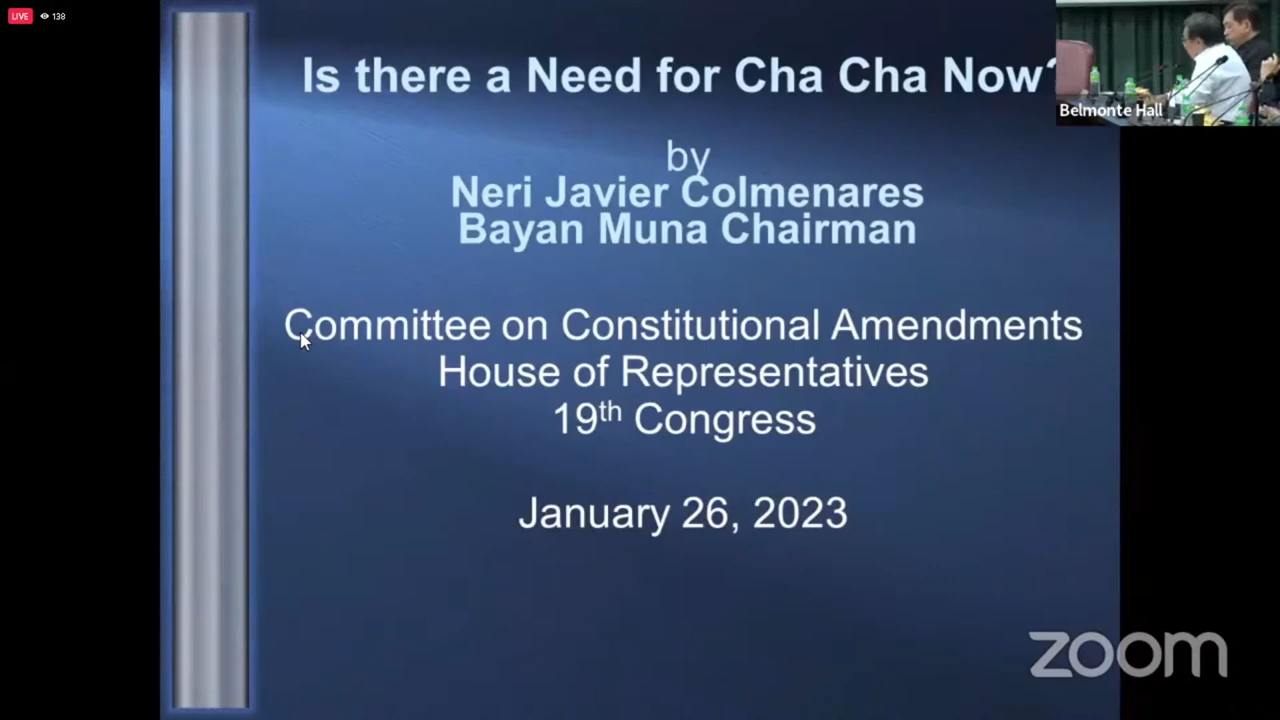 LIVE 138
Is there a Need for Cha Cha Now?
Belmonte Hall
by
Neri Javier Colmenares
Bayan Muna Chairman
Committee on Constitutional Amendments
House of Representatives
19th Congress
January 26, 2023
zoom